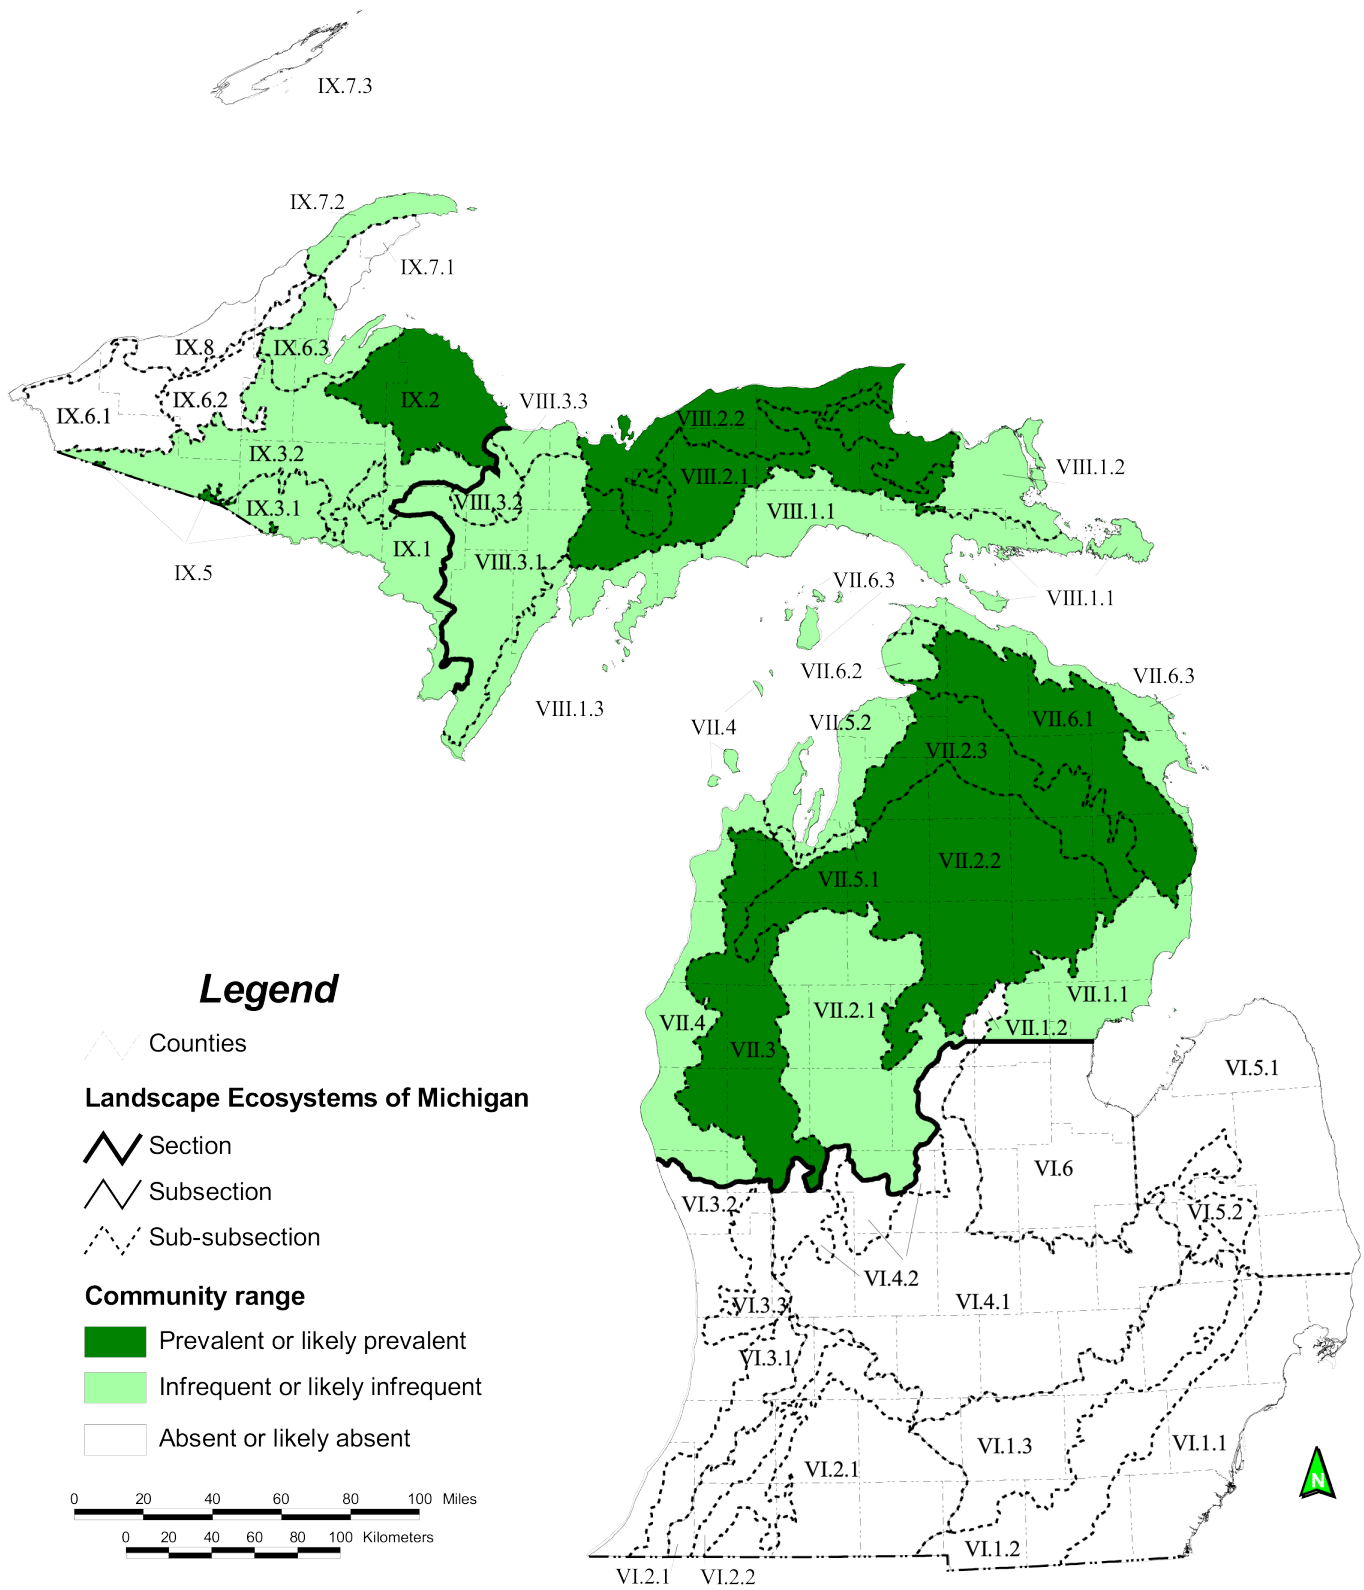 IX.7.3
IX.7.2
IX.7.1
IX.8
IX.6.3
IX.6.2
IX.6.1
IX.2
VIII.3.3
VIII.2.2
IX.3.2
VIII.2.1
VIII.1.2
IX.3.1
VIII.3.2
VIII.1.1
IX.1
VIII.3.1
IX.5
VII.6.3
VIII.1.1
VII.6.2
VII.6.3
VIII.1.3
VII.4
VII.5.2
VII.6.1
VII.2.3
VII.2.2
VII.5.1
VII.1.1
VII.2.1
VII.4
VII.1.2
VII.3
VI.5.1
VI.6
VI.3.2
VI.5.2
VI.4.2
VI.3.3
VI.4.1
VI.3.1
VI.1.3
VI.1.1
VI.2.1
VI.1.2
VI.2.1
VI.2.2
Legend
Counties
Landscape Ecosystems of Michigan
Section
Subsection
Sub-subsection
Community range
Prevalent or likely prevalent
Infrequent or likely infrequent
Absent or likely absent
0 20 40 60 80 100 Miles
0 20 40 60 80 100 Kilometers
N